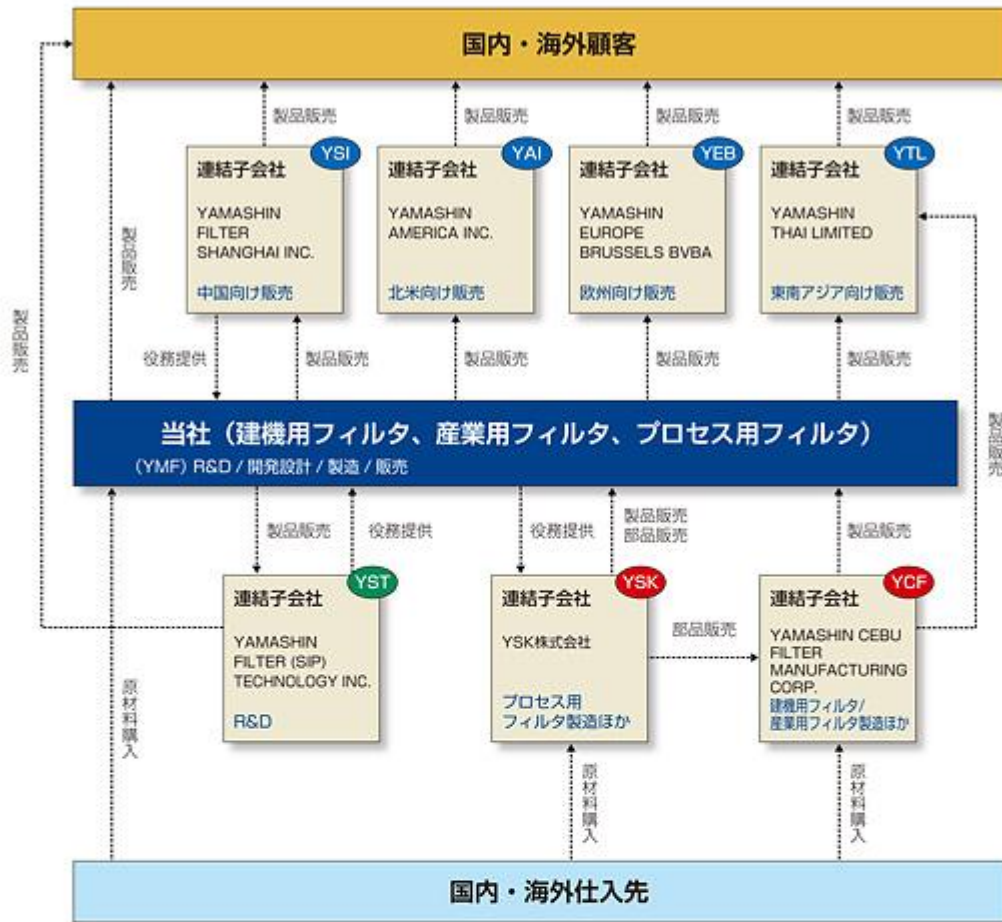 国内・海外顧客
製品販売
製品販売
製品販売
製品販売
YSI
連結子会社
YAMASHIN
FILTER
SHANGHAI INC.
中国向け販売
YAI
連結子会社
YAMASHIN
AMERICA INC.
北米向け販売
YEB
連結子会社
YAMASHIN
EUROPE
BRUSSELS BVBA
欧州向け販売
YTL
連結子会社
YAMASHIN
THAI LIMITED
東南アジア向け販売
製品販売
製品販売
役務提供
製品販売
製品販売
製品販売
製品販売
製品販売
当社（建機用フィルタ、産業用フィルタ、プロセス用フィルタ）
（YMF）R&D / 開発設計 / 製造 / 販売
製品販売
役務提供
役務提供
製品販売
部品販売
製品販売
YST
連結子会社
YAMASHIN
FILTER (SIP)
TECHNOLOGY INC.
R&D
YSK
連結子会社
YSK株式会社
プロセス用
フィルタ製造ほか
部品販売
YCF
連結子会社
YAMASHIN CEBU
FILTER
MANUFACTURING
CORP.
建機用フィルタ/
産業用フィルタ製造ほか
原材料購入
原材料購入
原材料購入
国内・海外仕入先